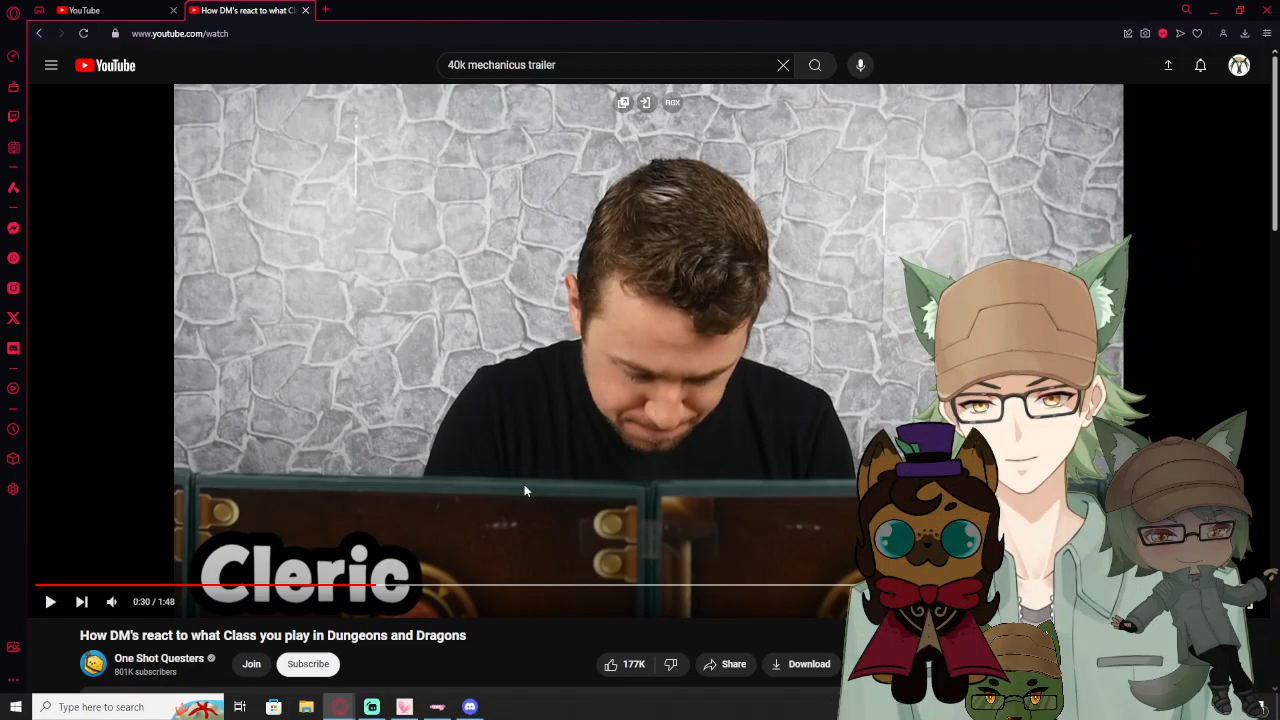 YouTube
How DM's react to what Cl
www.youtube.com/watch
YouTube
40k mechanicus trailer
RGX
Cleric
0:30 / 1:48
How DM's react to what Class you play in Dungeons and Dragons
One Shot Questers
801K subscribers
Join
Subscribe
177K
Share
Download
Type here to search